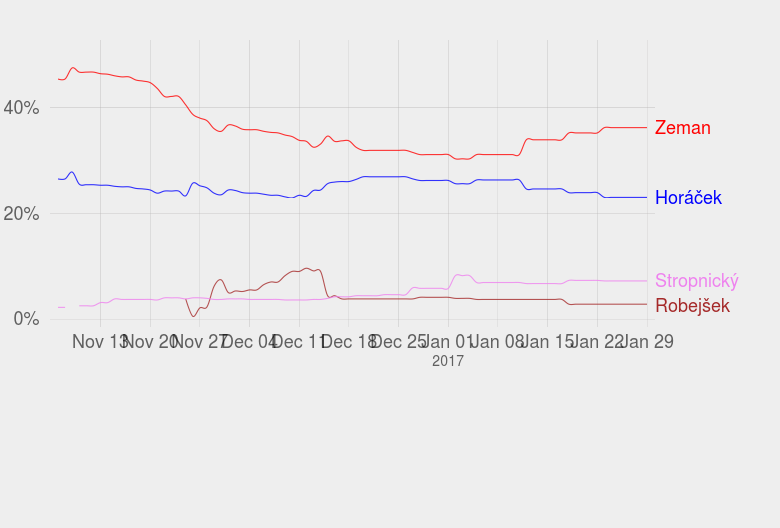 40%
Zeman
Horáček
20%
Stropnický
Robejšek
0%
Nov 13 Nov 20 Nov 27 Dec 04 Dec 11 Dec 18 Dec 25 Jan 01 Jan 08 Jan 15 Jan 22 Jan 29
2017